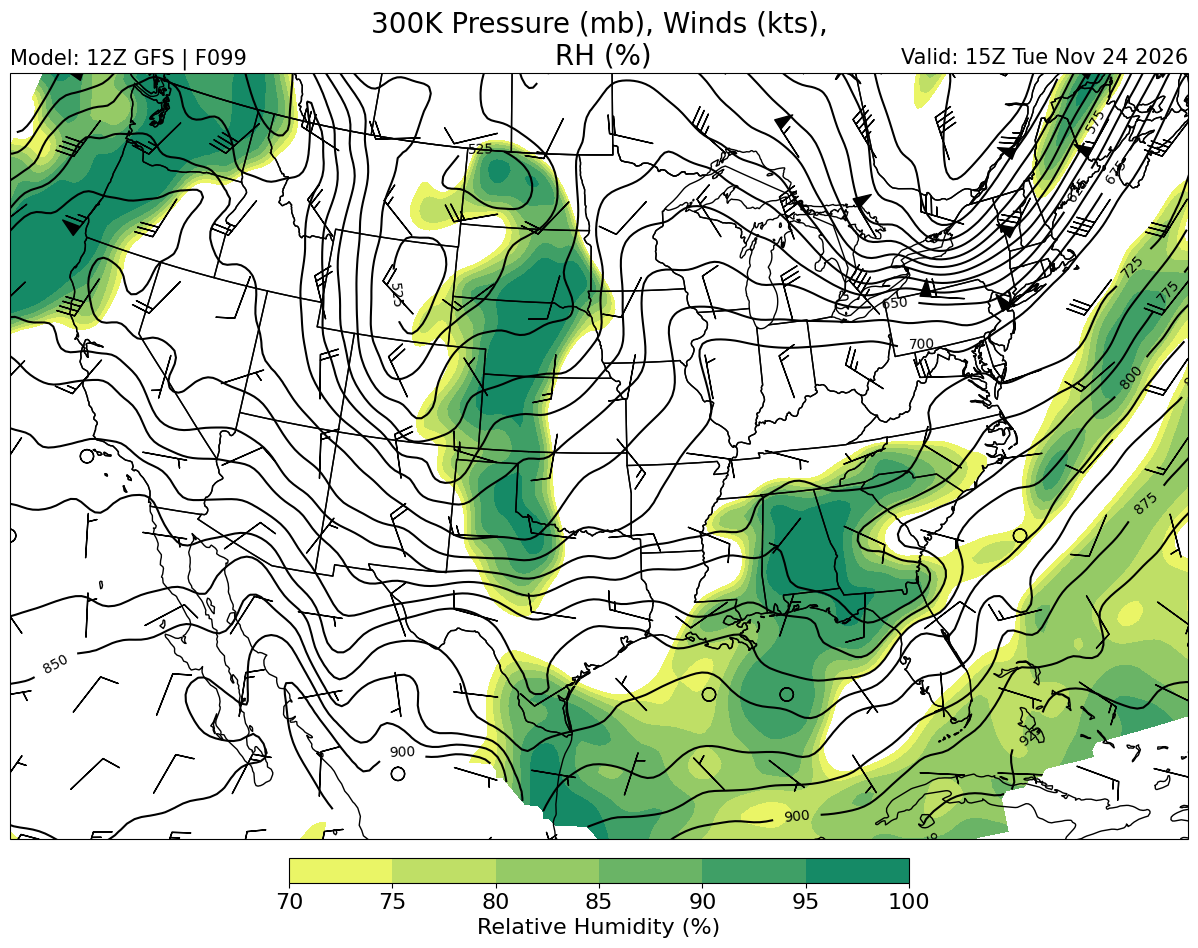 300K Pressure (mb), Winds (kts),
RH (%)
Model: 12Z GFS | F099
Valid: 15Z Tue Nov 24 2026
575
525
675
625
725
525
775
650
700
800
875
850
925
900
900
70 75 80 85 90 95 100
Relative Humidity (%)